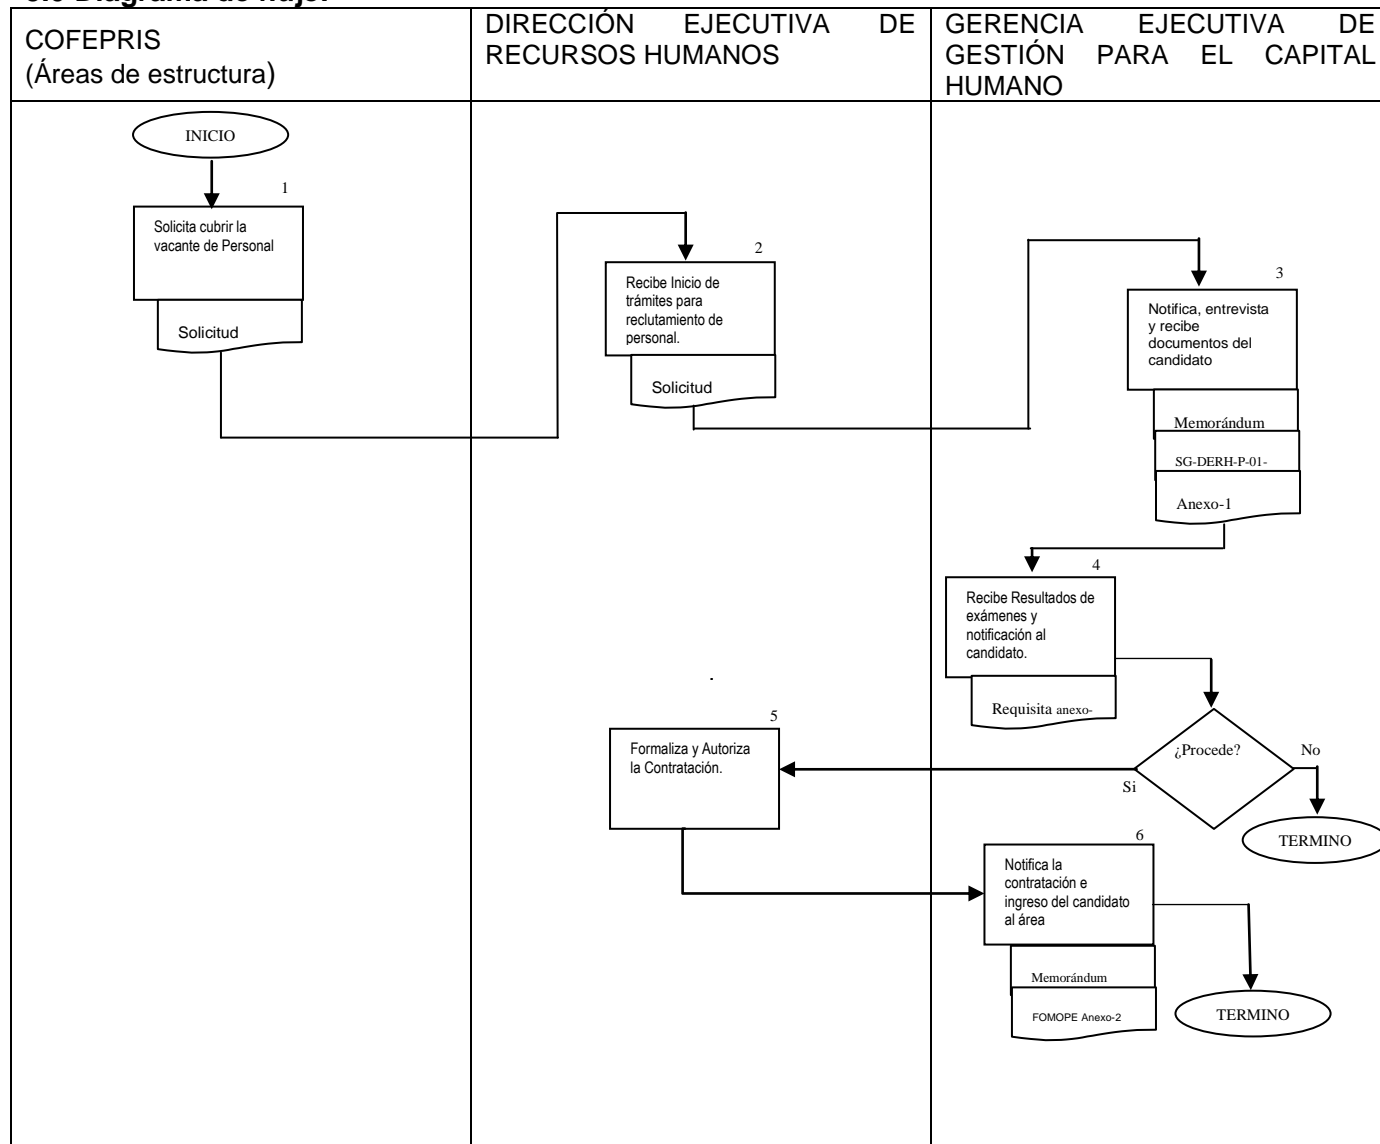 COFEPRIS
(Áreas de estructura)
DIRECCIÓN EJECUTIVA DE
RECURSOS HUMANOS
GERENCIA EJECUTIVA DE
GESTIÓN PARA EL CAPITAL
HUMANO
INICIO
1
Solicita cubrir la
vacante de Personal
Solicitud
2
Recibe Inicio de
trámites para
reclutamiento de
personal.
Solicitud
3
Notifica, entrevista
y recibe
documentos del
candidato
Memorándum
SG-DERH-P-01-
Anexo-1
4
Recibe Resultados de
exámenes y
notificación al
candidato.
Requisita anexo-
¿Procede?
No
Si
TERMINO
5
Formaliza y Autoriza
la Contratación.
6
Notifica la
contratación e
ingreso del candidato
al área
Memorándum
FOMOPE Anexo-2
TERMINO